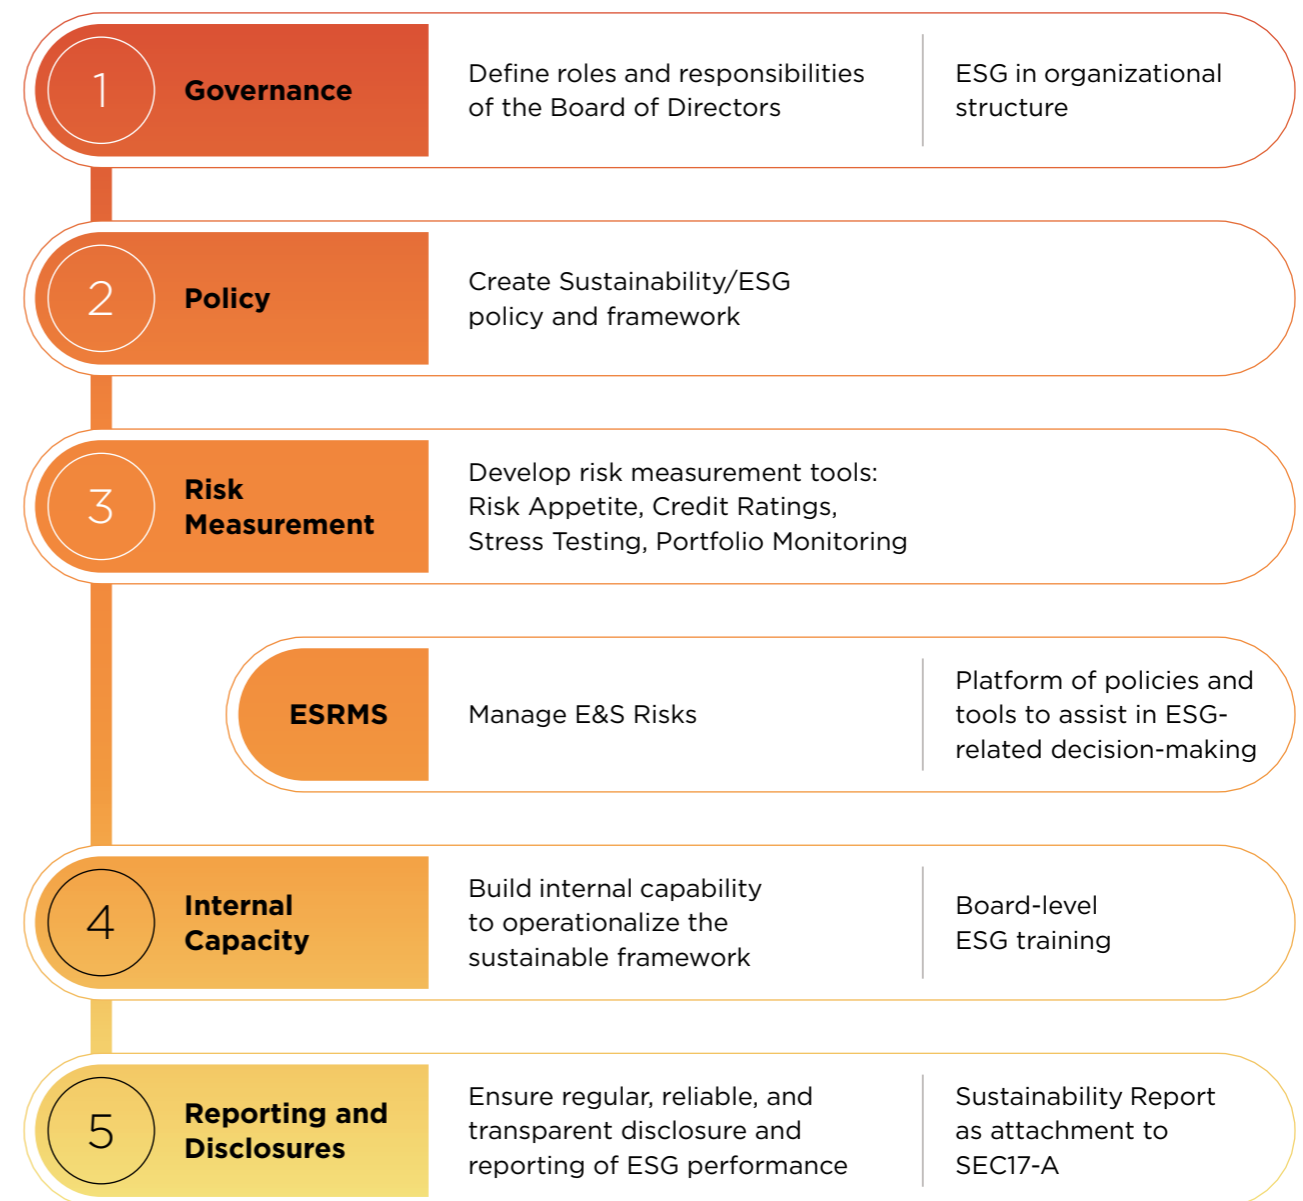 1
Governance
Define roles and responsibilities
of the Board of Directors
ESG in organizational
structure
2
Policy
Create Sustainability/ESG
policy and framework
3
Risk
Measurement
Develop risk measurement tools:
Risk Appetite, Credit Ratings,
Stress Testing, Portfolio Monitoring
ESRMS
Manage E&S Risks
Platform of policies and
tools to assist in ESG-
related decision-making
4
Internal
Capacity
Build internal capability
to operationalize the
sustainable framework
Board-level
ESG training
5
Reporting and
Disclosures
Ensure regular, reliable, and
transparent disclosure and
reporting of ESG performance
Sustainability Report
as attachment to
SEC17-A